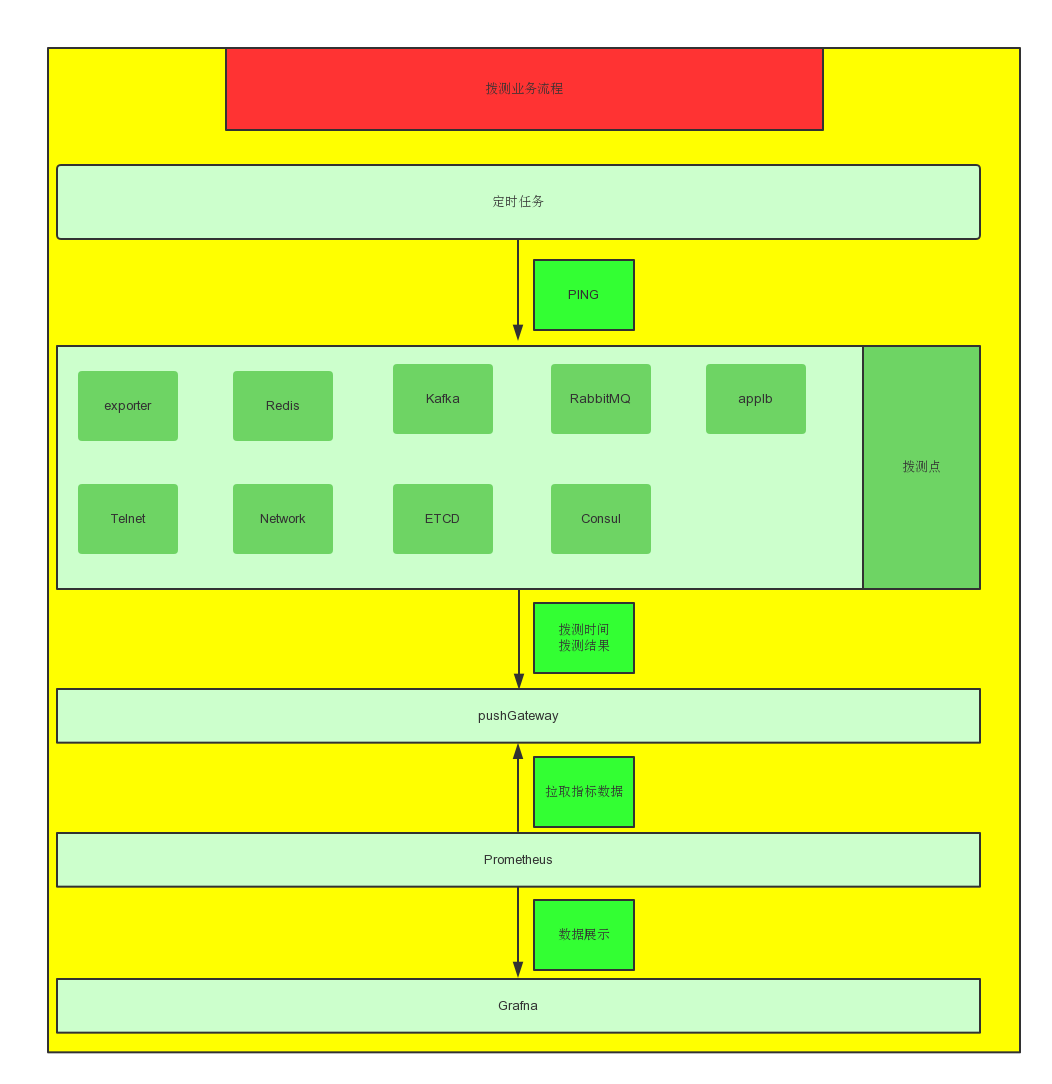 拨测业务流程
定时任务
PING
exporter
Redis
Kafka
RabbitMQ
applb
Telnet
Network
ETCD
Consul
拨测点
拨测时间
拨测结果
pushGateway
拉取指标数据
Prometheus
数据展示
Grafna